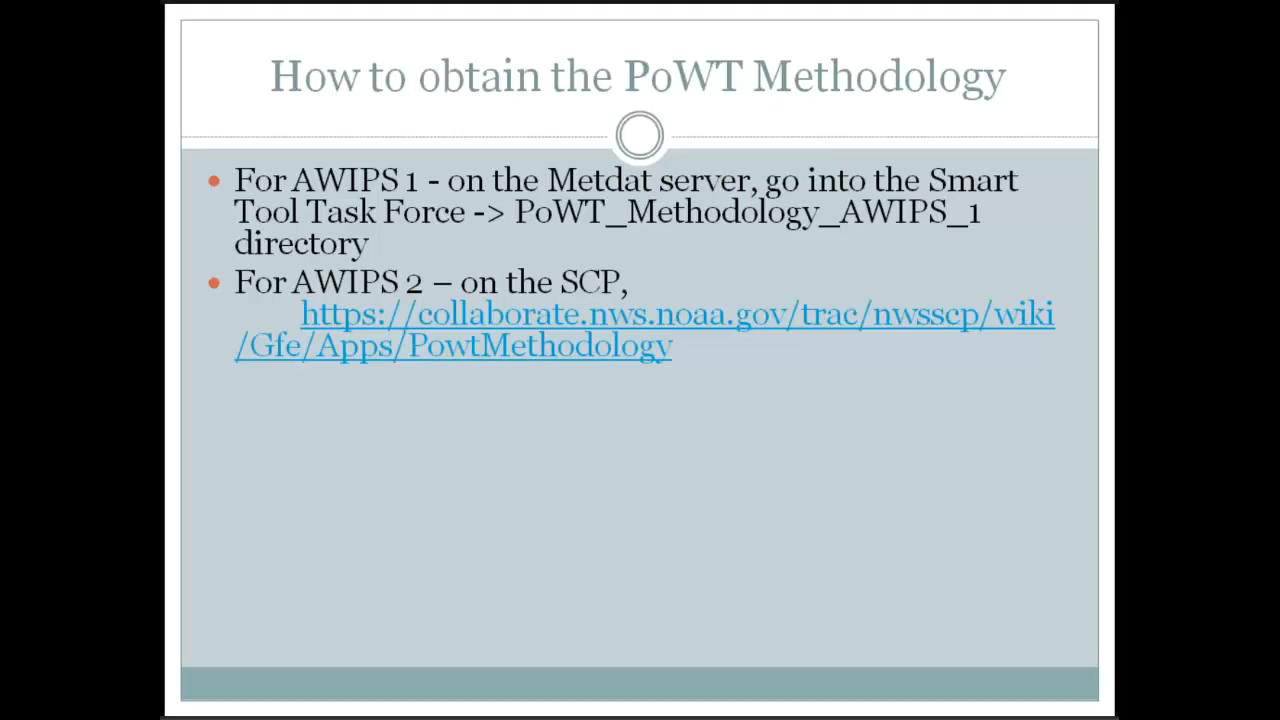 How to obtain the PoWT Methodology
• For AWIPS 1 - on the Metdat server, go into the Smart
Tool Task Force -> PoWT_Methodology_AWIPS_1
directory
• For AWIPS 2 – on the SCP,
https://collaborate.nws.noaa.gov/trac/nwsscp/wiki
/Gfe/Apps/PowtMethodology